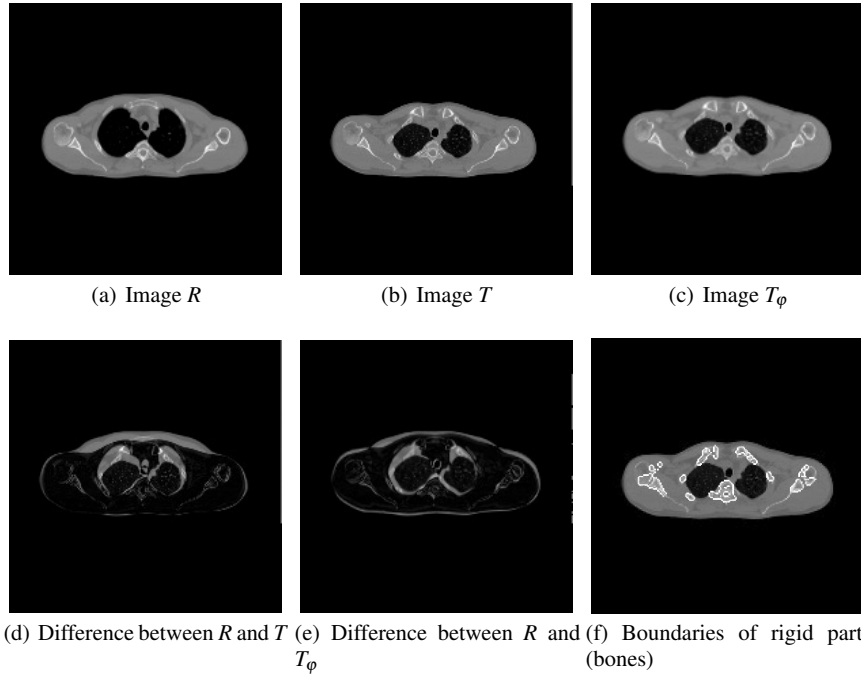 (a) Image R
(b) Image T
(c) Image Tφ
(d) Difference between R and T
(e) Difference between R and
Tφ
(f) Boundaries of rigid part
(bones)